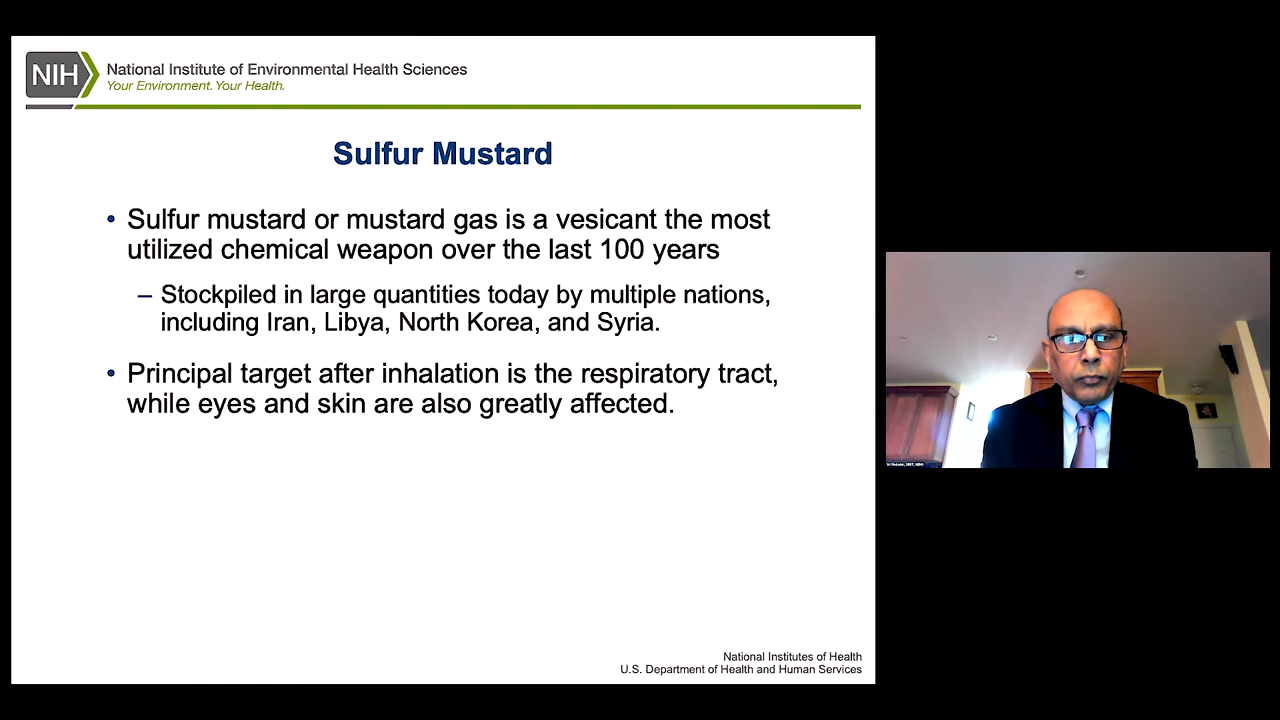 NIH
National Institute of Environmental Health Sciences
Your Environment. Your Health.
Sulfur Mustard
• Sulfur mustard or mustard gas is a vesicant the most
utilized chemical weapon over the last 100 years
– Stockpiled in large quantities today by multiple nations,
including Iran, Libya, North Korea, and Syria.
• Principal target after inhalation is the respiratory tract,
while eyes and skin are also greatly affected.
National Institutes of Health
U.S. Department of Health and Human Services